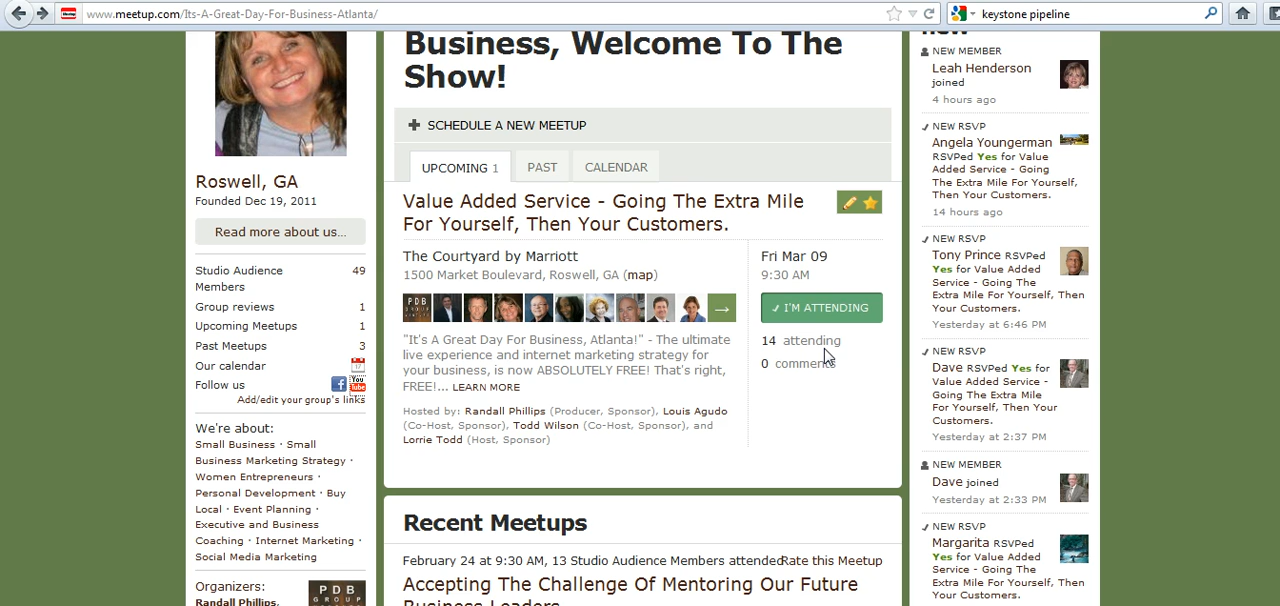 www.meetup.com/Its-A-Great-Day-For-Business-Atlanta/
keystone pipeline
Roswell, GA
Founded Dec 19, 2011
Read more about us...
Studio Audience Members 49
Group reviews 1
Upcoming Meetups 1
Past Meetups 3
Our calendar
Follow us
Add/edit your group's links
We're about:
Small Business · Small
Business Marketing Strategy ·
Women Entrepreneurs ·
Personal Development · Buy
Local · Event Planning ·
Executive and Business
Coaching · Internet Marketing ·
Social Media Marketing
Organizers:
Randall Phillips,
PDB
GROUP
Business, Welcome To The
Show!
SCHEDULE A NEW MEETUP
UPCOMING 1
PAST
CALENDAR
Value Added Service - Going The Extra Mile
For Yourself, Then Your Customers.
The Courtyard by Marriott
1500 Market Boulevard, Roswell, GA (map)
PDB
"It's A Great Day For Business, Atlanta!" - The ultimate
live experience and internet marketing strategy for
your business, is now ABSOLUTELY FREE! That's right,
FREE!... LEARN MORE
Hosted by: Randall Phillips (Producer, Sponsor), Louis Agudo
(Co-Host, Sponsor), Todd Wilson (Co-Host, Sponsor), and
Lorrie Todd (Host, Sponsor)
Fri Mar 09
9:30 AM
I'M ATTENDING
14 attending
0 comments
Recent Meetups
February 24 at 9:30 AM, 13 Studio Audience Members attended
Rate this Meetup
Accepting The Challenge Of Mentoring Our Future
Business Leaders
new
NEW MEMBER
Leah Henderson
joined
4 hours ago
NEW RSVP
Angela Youngerman
RSVPed Yes for Value
Added Service - Going
The Extra Mile For Yourself,
Then Your Customers.
14 hours ago
NEW RSVP
Tony Prince RSVPed
Yes for Value Added
Service - Going The
Extra Mile For Yourself, Then
Your Customers.
Yesterday at 6:46 PM
NEW RSVP
Dave RSVPed Yes for
Value Added Service -
Going The Extra Mile For
Yourself, Then Your
Customers.
Yesterday at 2:37 PM
NEW MEMBER
Dave joined
Yesterday at 2:33 PM
NEW RSVP
Margarita RSVPed
Yes for Value Added
Service - Going The
Extra Mile For Yourself, Then